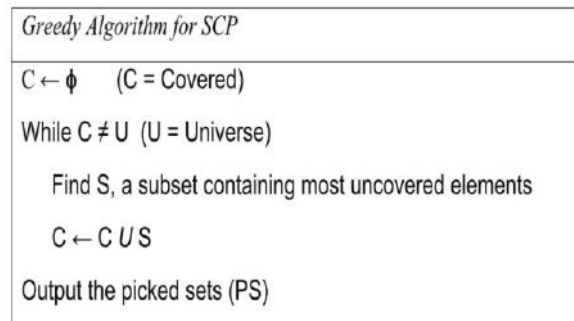 Greedy Algorithm for SCP
C ← ϕ (C = Covered)
While C ≠ U (U = Universe)
Find S, a subset containing most uncovered elements
C ← C U S
Output the picked sets (PS)